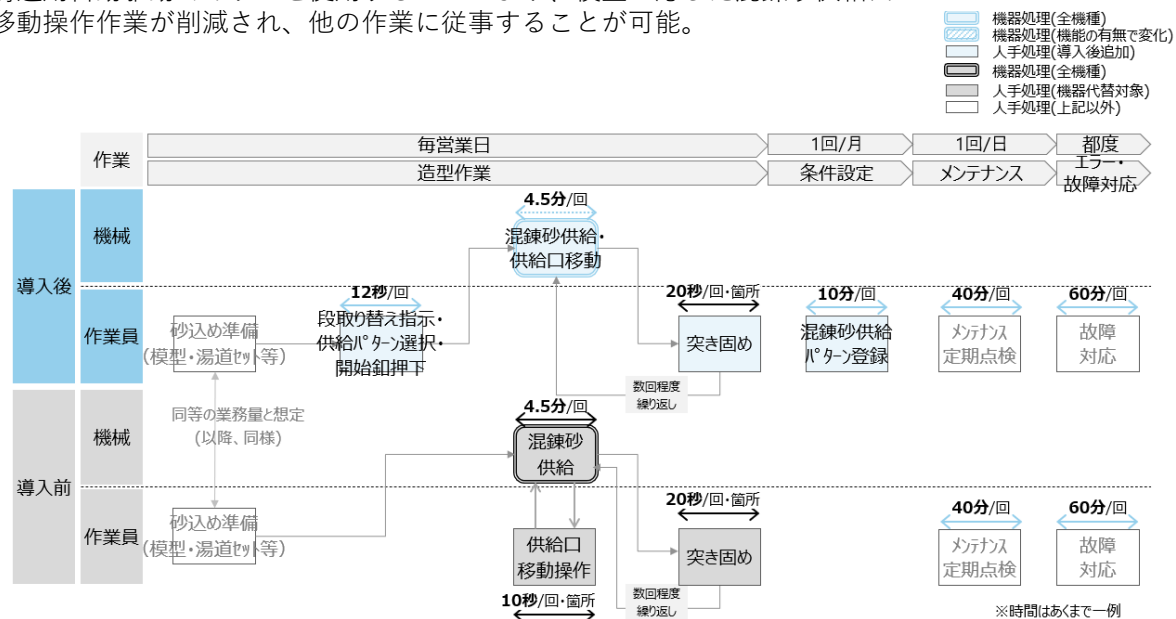 移動操作作業が削減され、他の作業に従事することが可能。
機器処理(全機種)
機器処理(機能の有無で変化)
人手処理(導入後追加)
機器処理(全機種)
人手処理(機器代替対象)
人手処理(上記以外)
作業
毎営業日
1回/月
1回/日
都度
造型作業
条件設定
メンテナンス
エラー・
故障対応
導入後
機械
4.5分/回
混錬砂供給・
供給口移動
作業員
砂込め準備
(模型・湯道セット等)
12秒/回
段取り替え指示・
供給パターン選択・
開始釦押下
20秒/回・箇所
突き固め
10分/回
混錬砂供給
パターン登録
40分/回
メンテナンス
定期点検
60分/回
故障
対応
数回程度
繰り返し
同等の業務量と想定
(以降、同様)
導入前
機械
4.5分/回
混錬砂
供給
作業員
砂込め準備
(模型・湯道セット等)
供給口
移動操作
10秒/回・箇所
20秒/回・箇所
突き固め
数回程度
繰り返し
40分/回
メンテナンス
定期点検
60分/回
故障
対応
※時間はあくまで一例